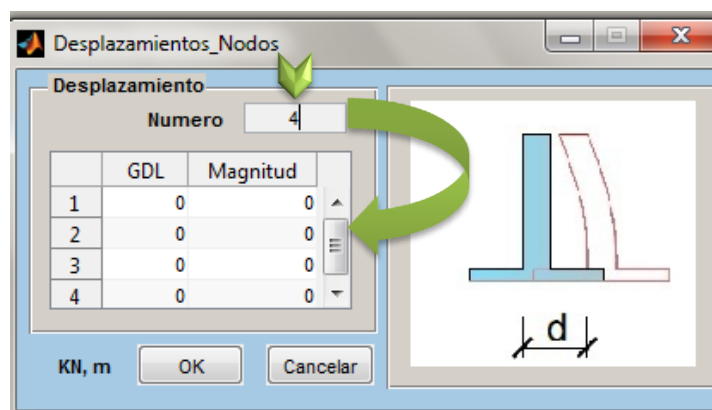 Desplazamientos_Nodos
Desplazamiento
Numero 4
GDL Magnitud
1 0 0
2 0 0
3 0 0
4 0 0
d
KN, m OK Cancelar